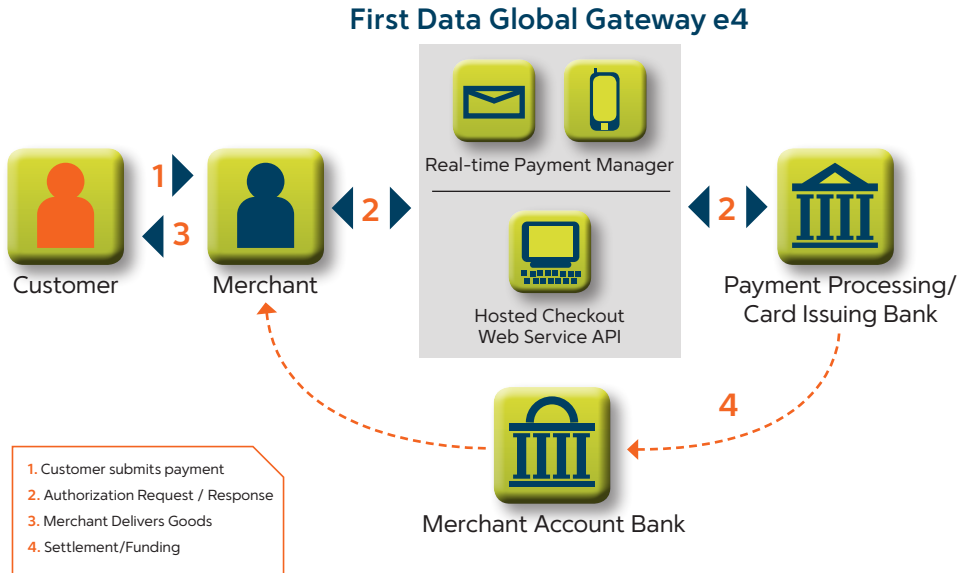 First Data Global Gateway e4
Real-time Payment Manager
1
3
2
2
Hosted Checkout
Web Service API
Customer
Merchant
Payment Processing/
Card Issuing Bank
4
Merchant Account Bank
1. Customer submits payment
2. Authorization Request / Response
3. Merchant Delivers Goods
4. Settlement/Funding